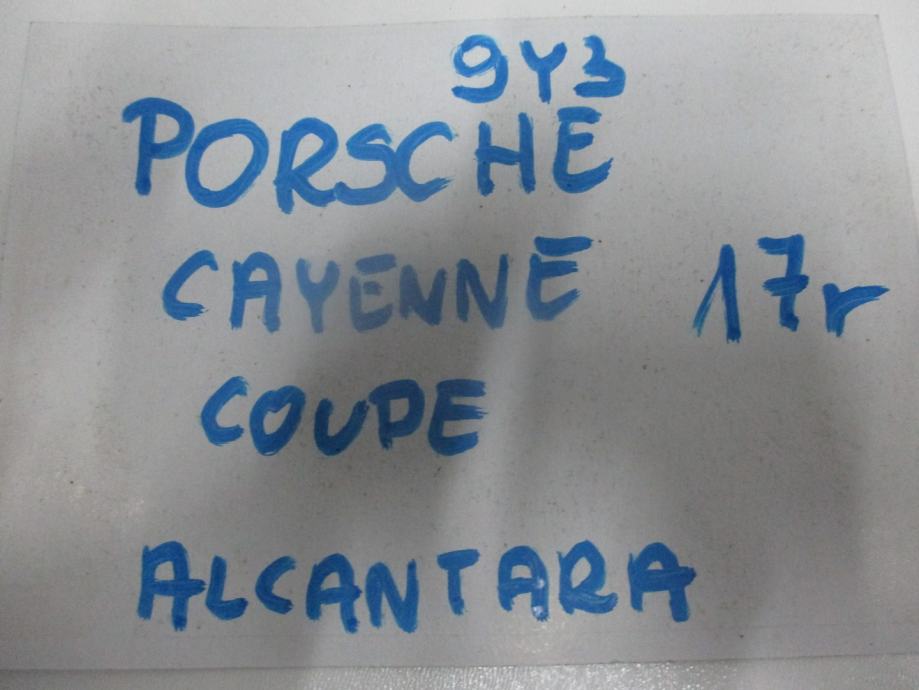 9Y3
PORSCHE
CAYENNE 17r
COUPE
ALCANTARA